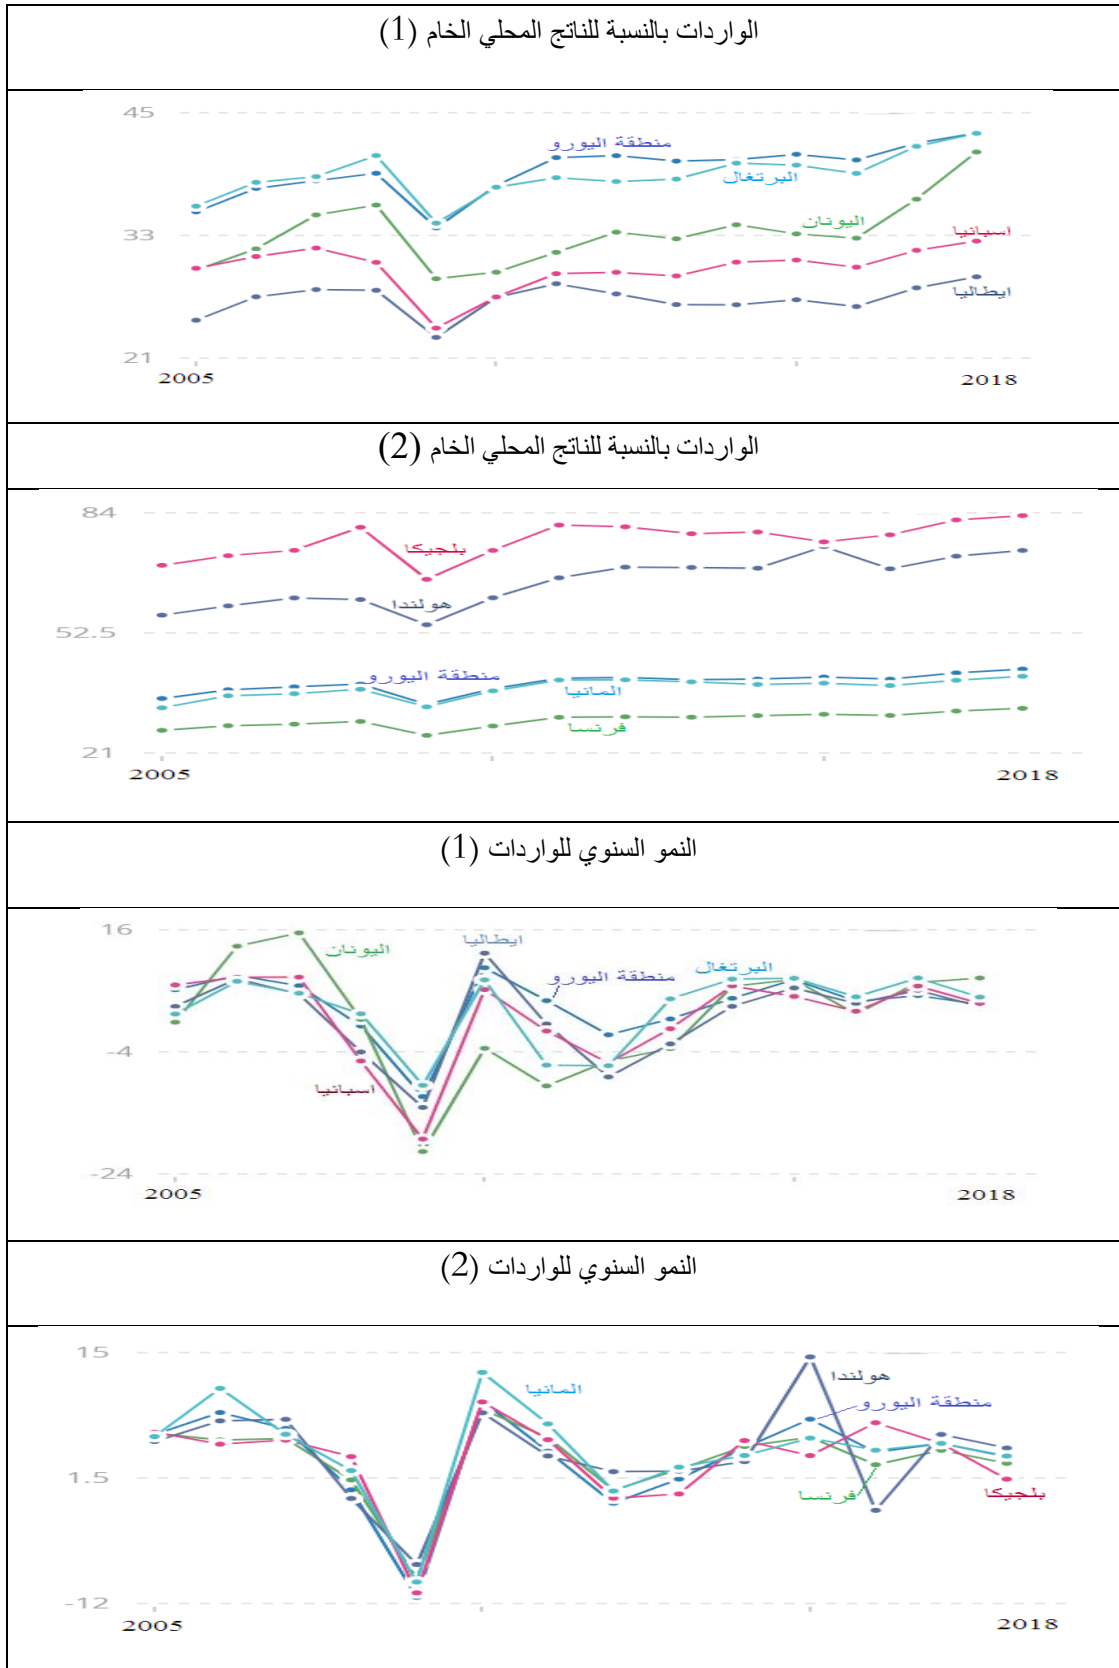 الواردات بالنسبة للناتج المحلي الخام (1)
45
منطقة اليورو
البرتغال
اليونان
33
اسبانيا
ايطاليا
21
2005
2018
الواردات بالنسبة للناتج المحلي الخام (2)
84
بلجيكا
هولندا
52.5
منطقة اليورو
المانيا
فرنسا
21
2005
2018
النمو السنوي للواردات (1)
16
اليونان
ايطاليا
منطقة اليورو
البرتغال
-4
اسبانيا
-24
2005
2018
النمو السنوي للواردات (2)
15
المانيا
هولندا
منطقة اليورو
1.5
فرنسا
بلجيكا
-12
2005
2018